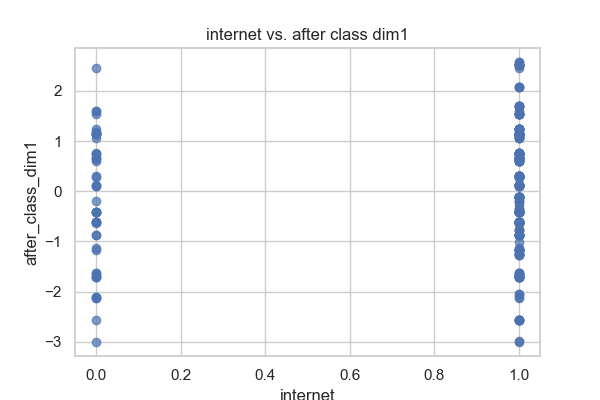 internet vs. after class dim1
after_class_dim1
2
1
0
−1
−2
−3
0.0 0.2 0.4 0.6 0.8 1.0
internet